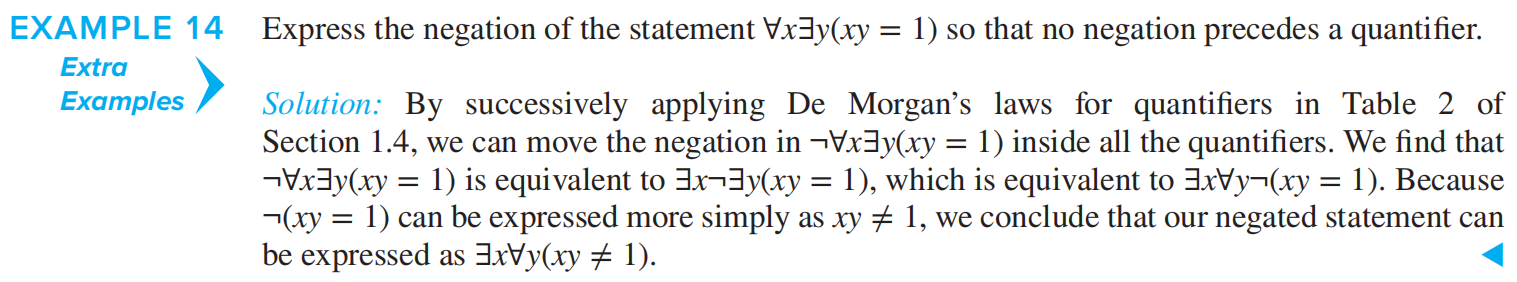 EXAMPLE 14 Express the negation of the statement ∀x∃y(xy = 1) so that no negation precedes a quantifier.
Extra
Examples
Solution: By successively applying De Morgan’s laws for quantifiers in Table 2 of
Section 1.4, we can move the negation in ¬∀x∃y(xy = 1) inside all the quantifiers. We find that
¬∀x∃y(xy = 1) is equivalent to ∃x¬∃y(xy = 1), which is equivalent to ∃x∀y¬(xy = 1). Because
¬(xy = 1) can be expressed more simply as xy ≠ 1, we conclude that our negated statement can
be expressed as ∃x∀y(xy ≠ 1).